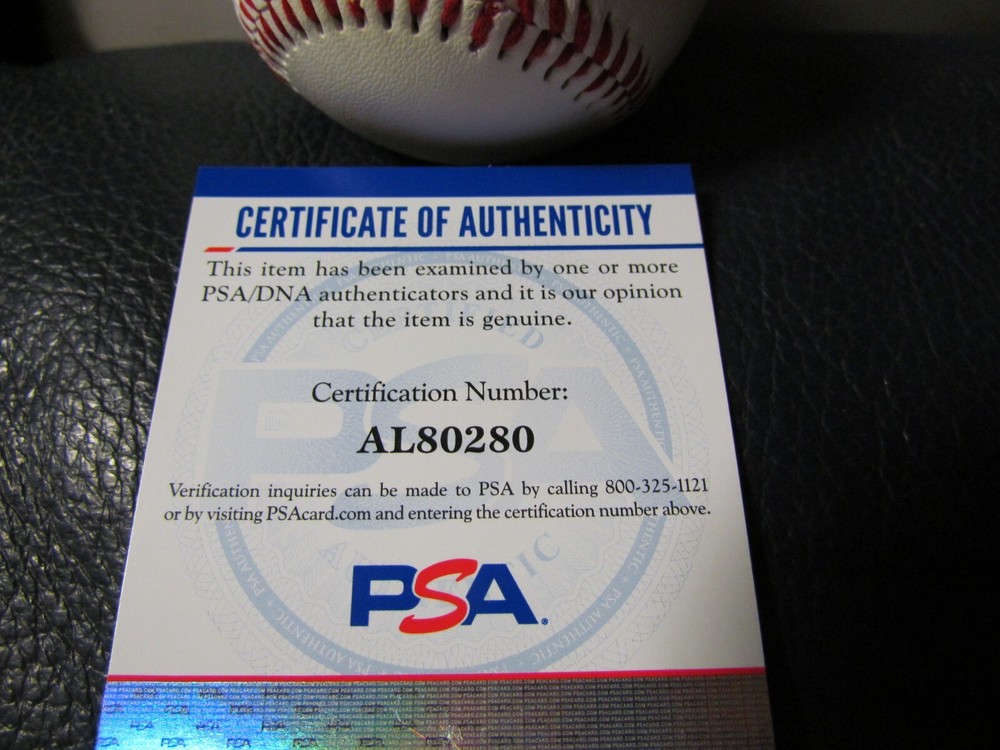 CERTIFICATE OF AUTHENTICITY
This item has been examined by one or more
PSA/DNA authenticators and it is our opinion
that the item is genuine.
Certification Number:
AL80280
Verification inquiries can be made to PSA by calling 800-325-1121
or by visiting PSAcard.com and entering the certification number above.
PSA
PSA PSA